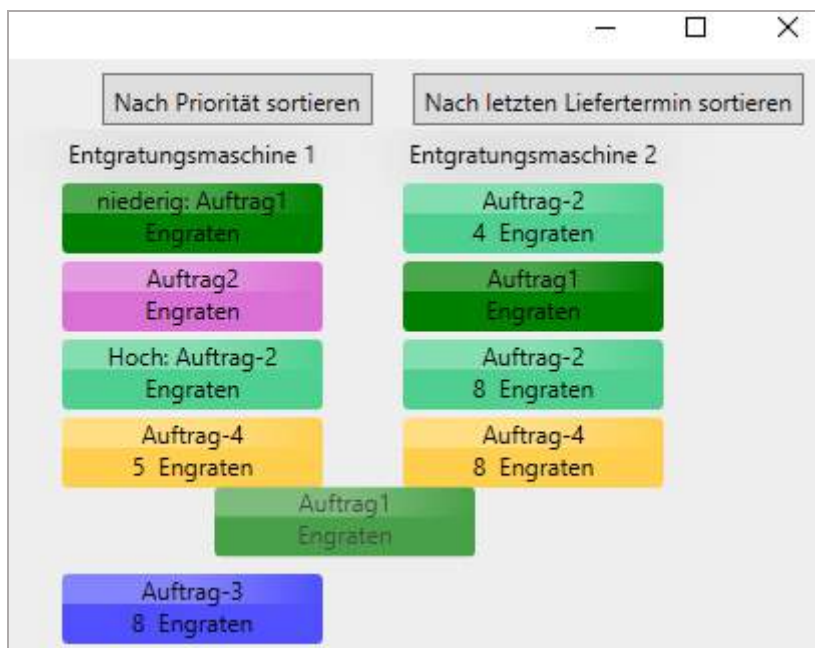 Nach Priorität sortieren
Nach letzten Liefertermin sortieren
Entgratungsmaschine 1
Entgratungsmaschine 2
niederig: Auftrag1
Engraten
Auftrag-2
4 Engraten
Auftrag2
Engraten
Auftrag1
Engraten
Hoch: Auftrag-2
Engraten
Auftrag-2
8 Engraten
Auftrag-4
5 Engraten
Auftrag-4
8 Engraten
Auftrag1
Engraten
Auftrag-3
8 Engraten